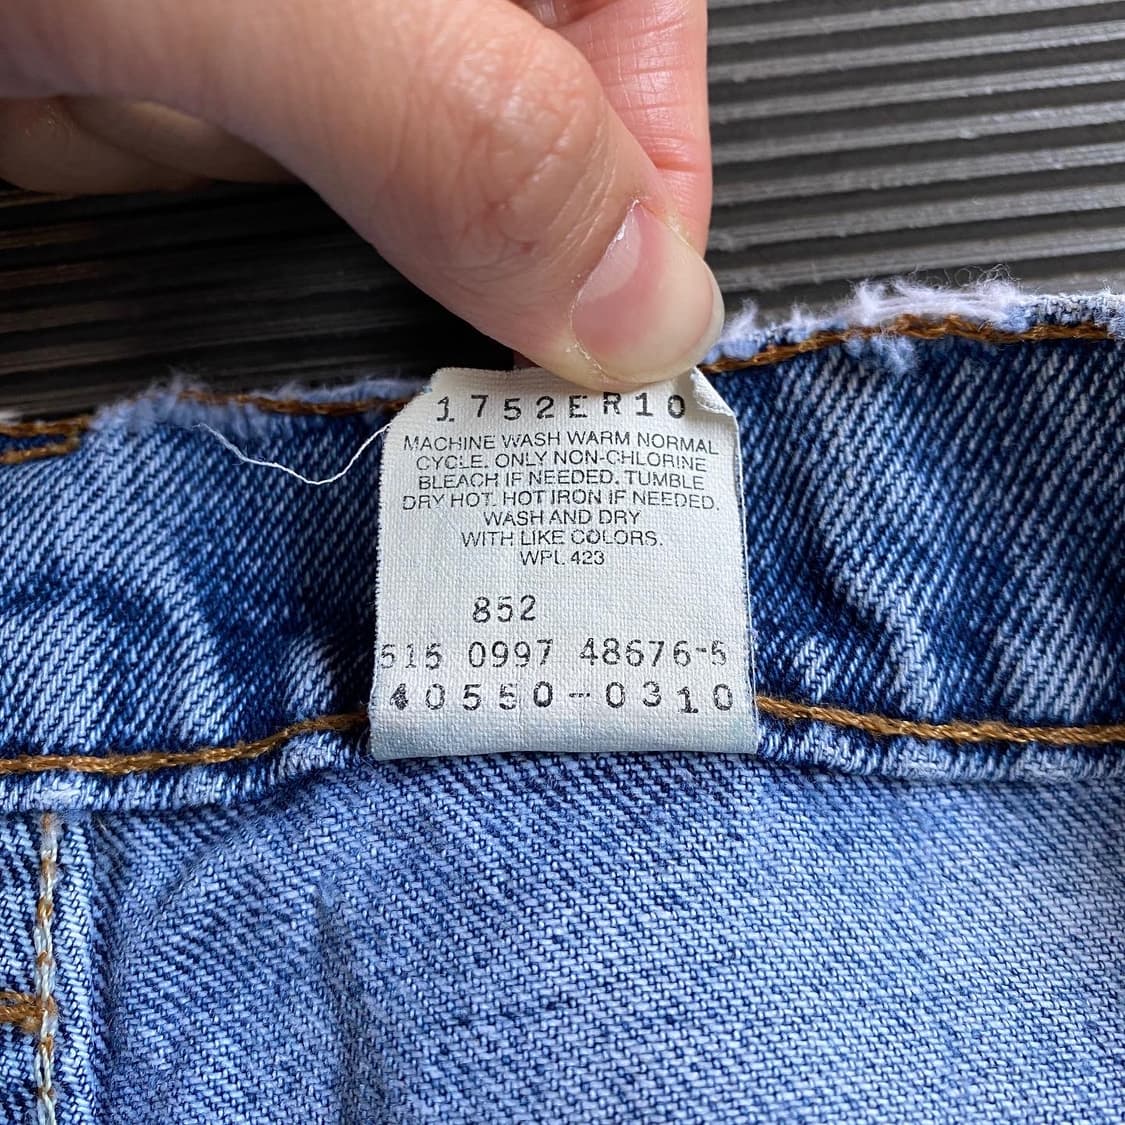 1752ER10
MACHINE WASH WARM NORMAL
CYCLE. ONLY NON-CHLORINE
BLEACH IF NEEDED. TUMBLE
DRY HOT. HOT IRON IF NEEDED.
WASH AND DRY
WITH LIKE COLORS.
WPL 423
852
515 0997 48676-5
40550-0310